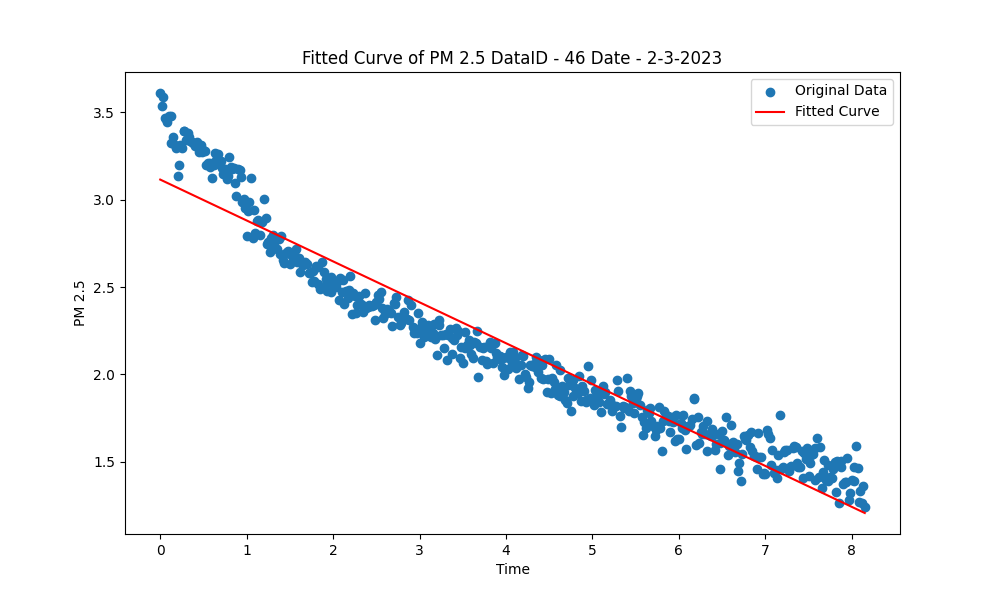 Fitted Curve of PM 2.5 DataID - 46 Date - 2-3-2023
Original Data
Fitted Curve
PM 2.5
3.5
3.0
2.5
2.0
1.5
0 1 2 3 4 5 6 7 8
Time